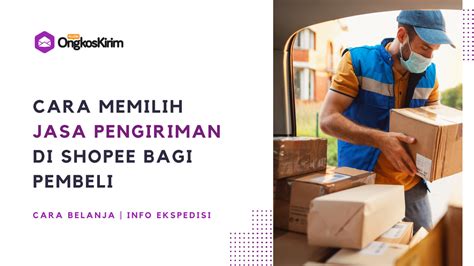 OngkosKirim
CARA MEMILIH
JASA PENGIRIMAN
DI SHOPEE BAGI
PEMBELI
CARA BELANJA | INFO EKSPEDISI